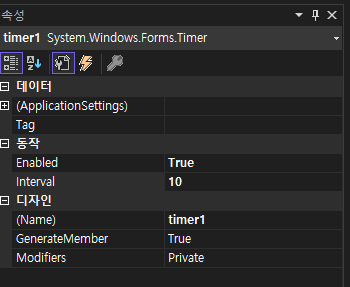 속성
timer1 System.Windows.Forms.Timer
데이터
(ApplicationSettings)
Tag
동작
Enabled True
Interval 10
디자인
(Name) timer1
GenerateMember True
Modifiers Private